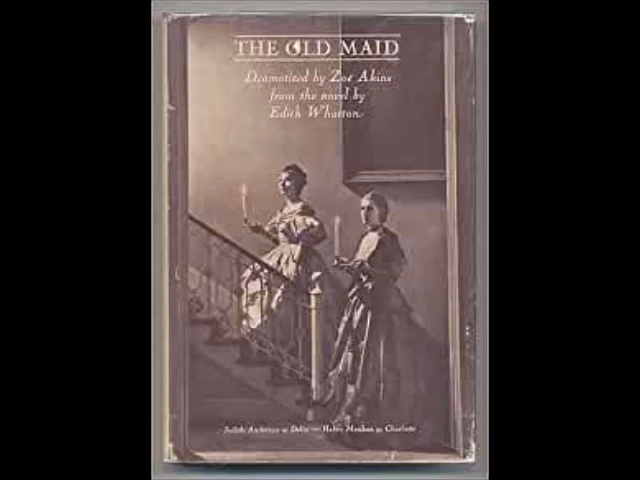 THE OLD MAID
Dramatized by Zoë Akins
from the novel by
Edith Wharton
Judith Anderson as Delia — Helen Menken as Charlotte